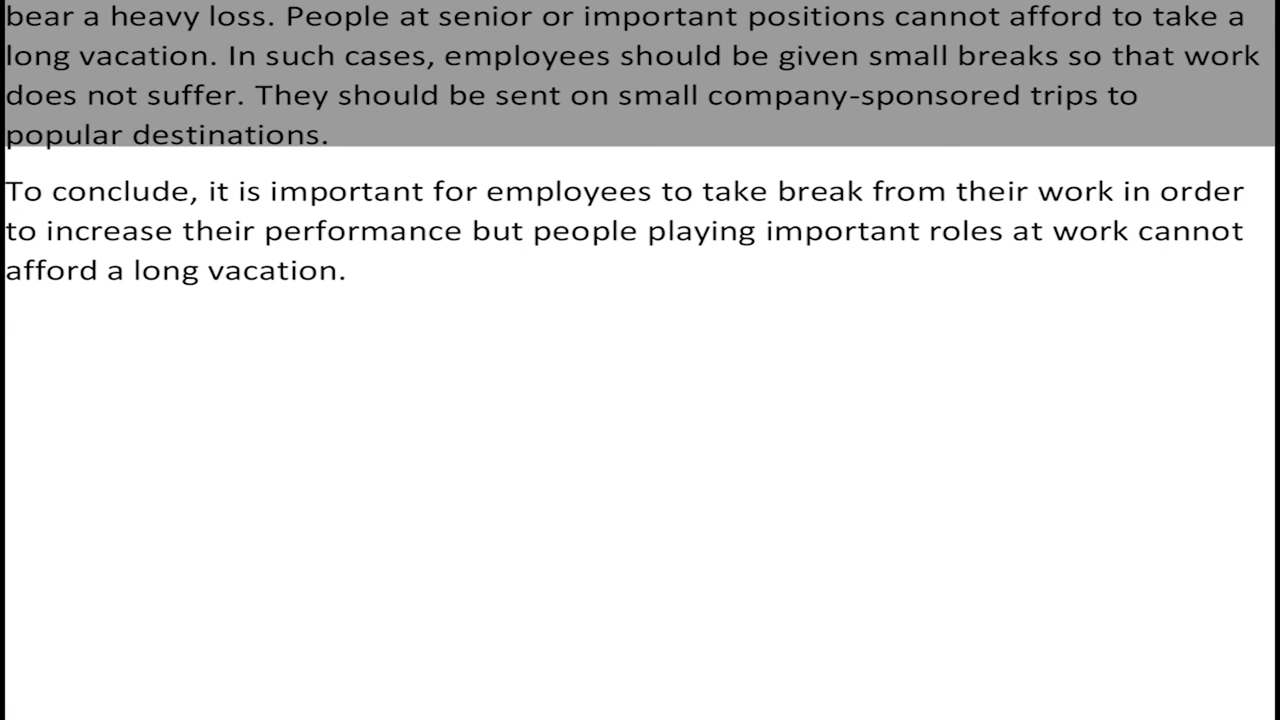 bear a heavy loss. People at senior or important positions cannot afford to take a
long vacation. In such cases, employees should be given small breaks so that work
does not suffer. They should be sent on small company-sponsored trips to
popular destinations.
To conclude, it is important for employees to take break from their work in order
to increase their performance but people playing important roles at work cannot
afford a long vacation.